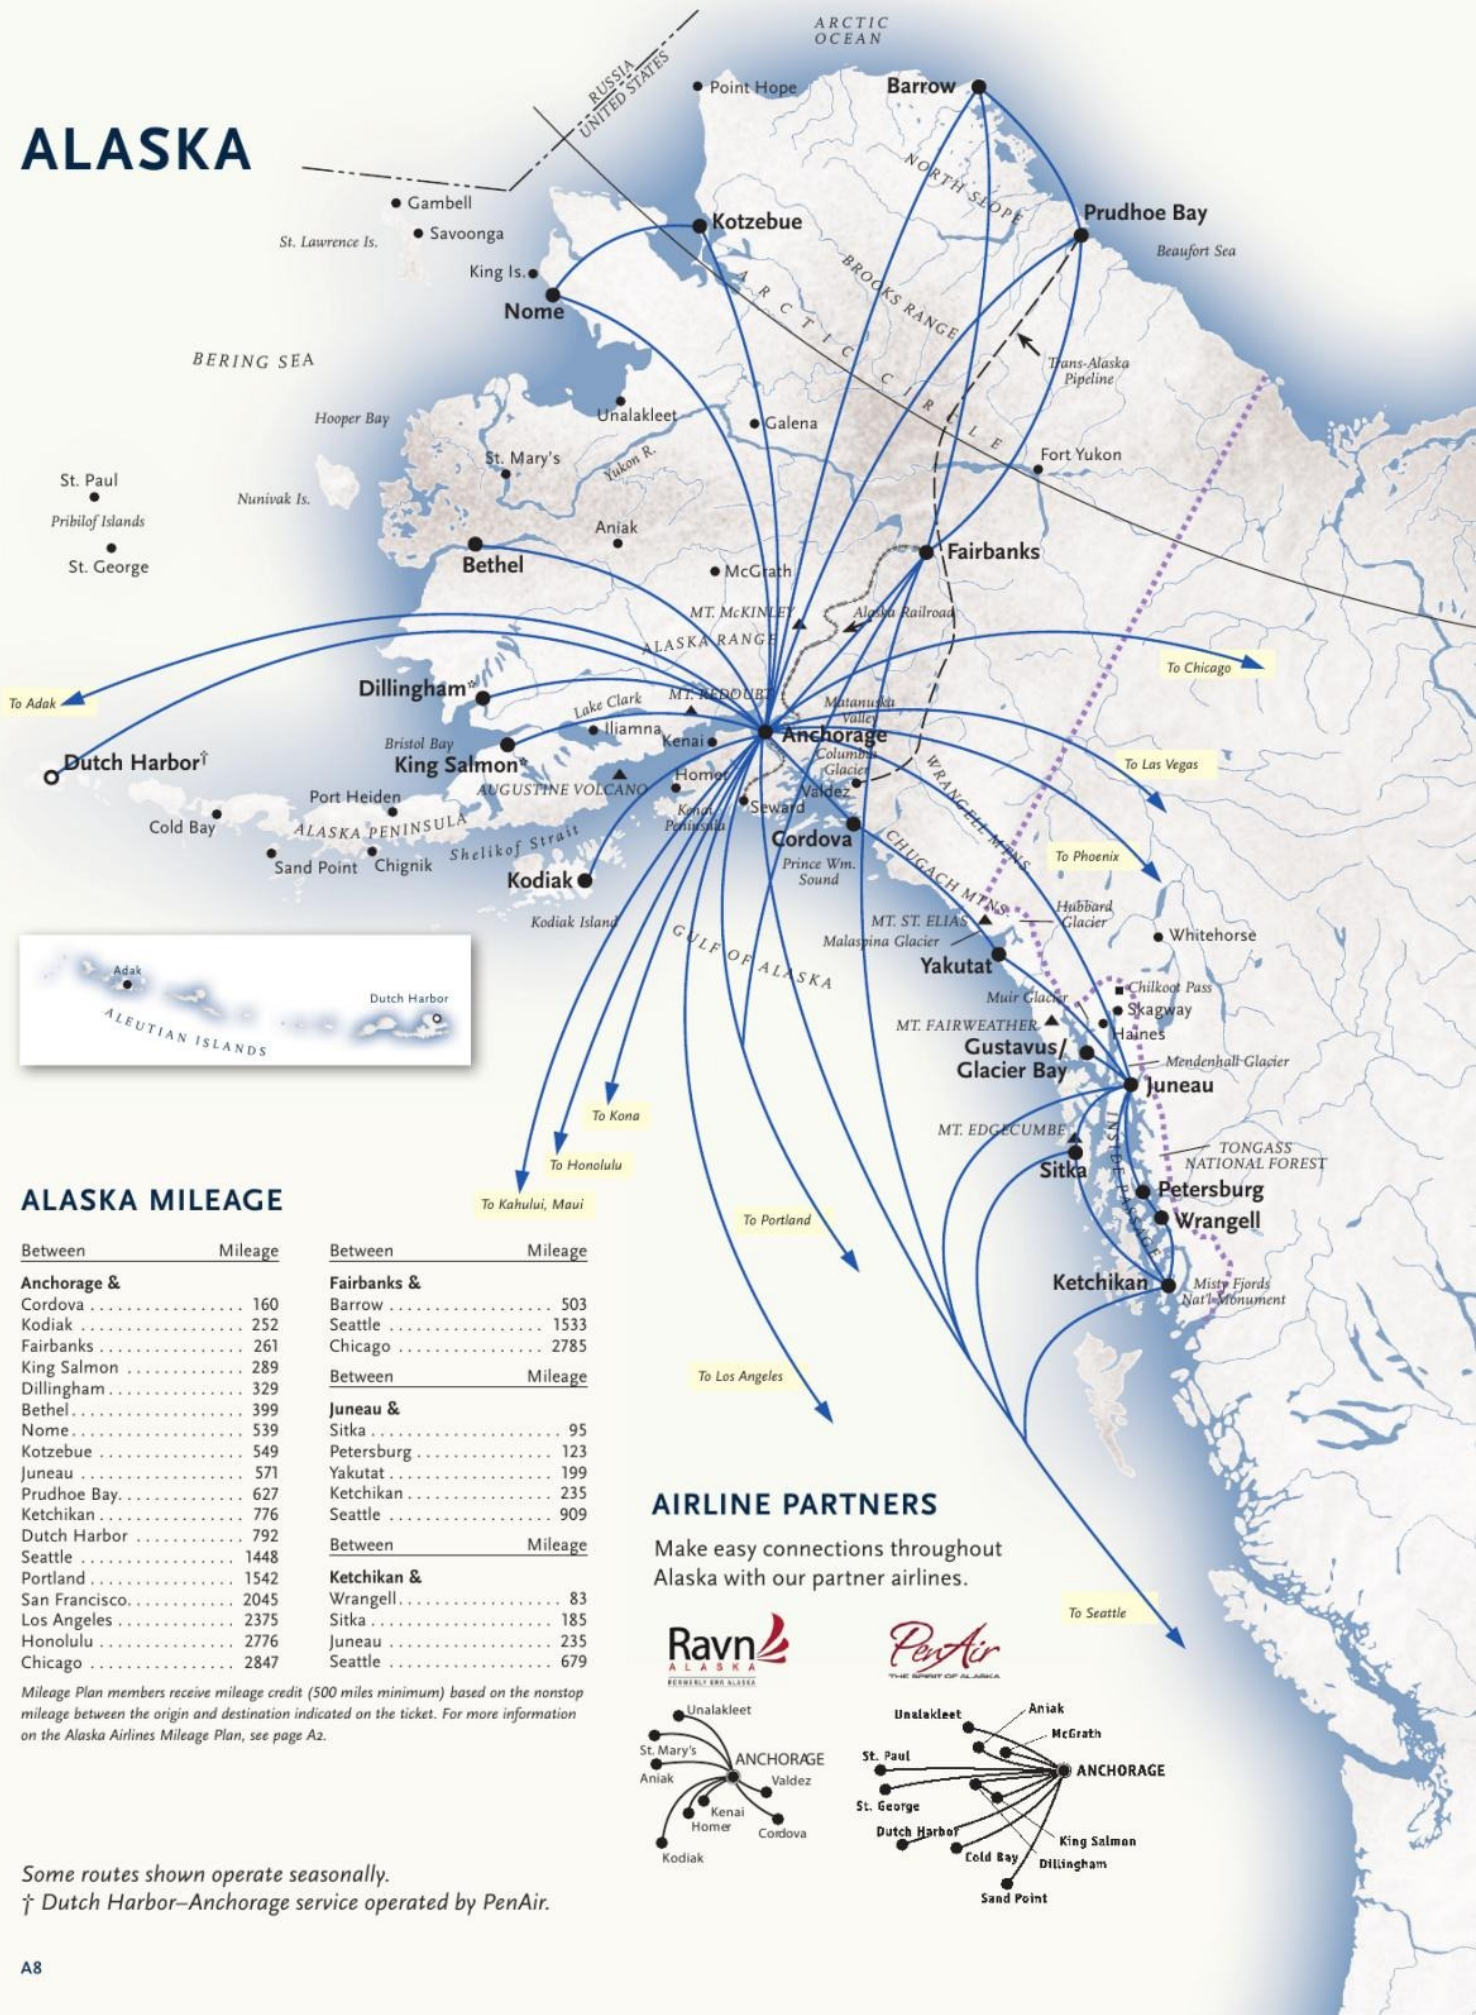 ALASKA
ARCTIC
OCEAN
RUSSIA
UNITED STATES
Point Hope
Barrow
NORTH SLOPE
Prudhoe Bay
Beaufort Sea
Gambell
Savoonga
St. Lawrence Is.
King Is.
Nome
Kotzebue
BROOKS RANGE
ARCTIC CIRCLE
Trans-Alaska
Pipeline
BERING SEA
Hooper Bay
Unalakleet
Galena
Yukon R.
St. Mary's
Fort Yukon
St. Paul
Pribilof Islands
St. George
Nunivak Is.
Aniak
Bethel
McGrath
Fairbanks
MT. McKINLEY
Alaska Railroad
ALASKA RANGE
To Chicago
To Adak
Dillingham*
Lake Clark
MT. REDOUBT
Matanuska
Valley
Iliamna
Kenai
Anchorage
Bristol Bay
King Salmon*
Columbia
Glacier
To Las Vegas
Dutch Harbor†
AUGUSTINE VOLCANO
Homer
Valdez
WRANGELL MTNS.
Port Heiden
Kenai
Peninsula
Seward
Cold Bay
ALASKA PENINSULA
Shelikof Strait
Cordova
CHUGACH MTNS.
To Phoenix
Sand Point
Chignik
Prince Wm.
Sound
Kodiak
Kodiak Island
GULF OF ALASKA
MT. ST. ELIAS
Hubbard
Glacier
Malaspina Glacier
Whitehorse
Yakutat
Adak
Dutch Harbor
ALEUTIAN ISLANDS
Muir Glacier
Chilkoot Pass
Skagway
MT. FAIRWEATHER
Haines
Gustavus/
Glacier Bay
Mendenhall Glacier
Juneau
To Kona
MT. EDGECUMBE
INSIDE PASSAGE
TONGASS
NATIONAL FOREST
To Honolulu
Sitka
Petersburg
To Kahului, Maui
Wrangell
To Portland
Ketchikan
Misty Fjords
Nat'l Monument
To Los Angeles
To Seattle
ALASKA MILEAGE
Between Mileage
Anchorage &
Cordova ................. 160
Kodiak .................. 252
Fairbanks ............... 261
King Salmon ............ 289
Dillingham............... 329
Bethel................... 399
Nome.................... 539
Kotzebue ................ 549
Juneau .................. 571
Prudhoe Bay............. 627
Ketchikan................ 776
Dutch Harbor ........... 792
Seattle ................. 1448
Portland................ 1542
San Francisco............ 2045
Los Angeles ............. 2375
Honolulu ............... 2776
Chicago ................ 2847
Between Mileage
Fairbanks &
Barrow .................. 503
Seattle ................. 1533
Chicago ................ 2785
Between Mileage
Juneau &
Sitka .................... 95
Petersburg ............... 123
Yakutat .................. 199
Ketchikan................ 235
Seattle .................. 909
Between Mileage
Ketchikan &
Wrangell.................. 83
Sitka .................... 185
Juneau .................. 235
Seattle .................. 679
Mileage Plan members receive mileage credit (500 miles minimum) based on the nonstop
mileage between the origin and destination indicated on the ticket. For more information
on the Alaska Airlines Mileage Plan, see page A2.
AIRLINE PARTNERS
Make easy connections throughout
Alaska with our partner airlines.
Ravn
ALASKA
FORMERLY ERA ALASKA
Unalakleet
St. Mary's
ANCHORAGE
Aniak
Valdez
Kenai
Homer
Cordova
Kodiak
PenAir
THE SPIRIT OF ALASKA
Unalakleet
Aniak
McGrath
St. Paul
ANCHORAGE
St. George
Dutch Harbor
King Salmon
Cold Bay
Dillingham
Sand Point
Some routes shown operate seasonally.
† Dutch Harbor–Anchorage service operated by PenAir.
A8